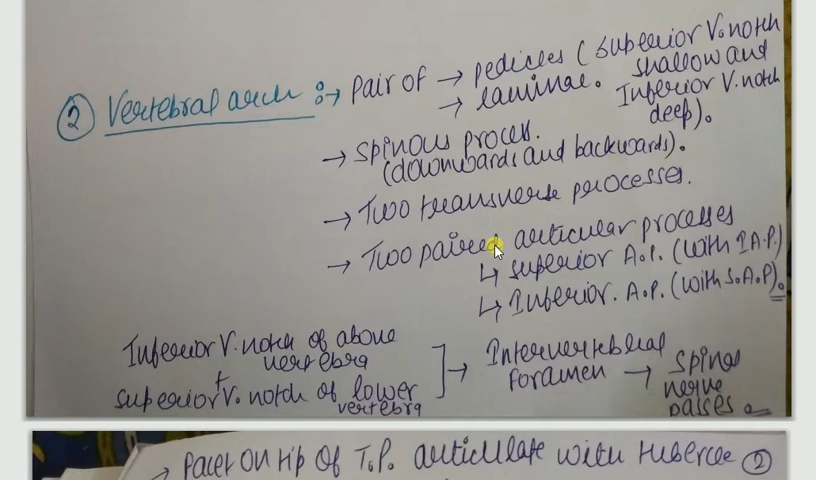 ② Vertebral arch :→ Pair of → pedicles (Superior V. notch
shallow and
→ laminae. Inferior V. notch
deep).
→ Spinous process.
(downwards and backwards).
→ Two transverse processes.
→ Two paired articular processes
↳ superior A.P. (with I.A.P.)
↳ Inferior. A.P. (with S.A.P).
Inferior V. notch of above
vertebra
+
superior V. notch of lower
vertebra
→ Intervertebral
foramen → spinal
nerve
passes
→ Facet on tip of T.P. articulate with tubercle ②